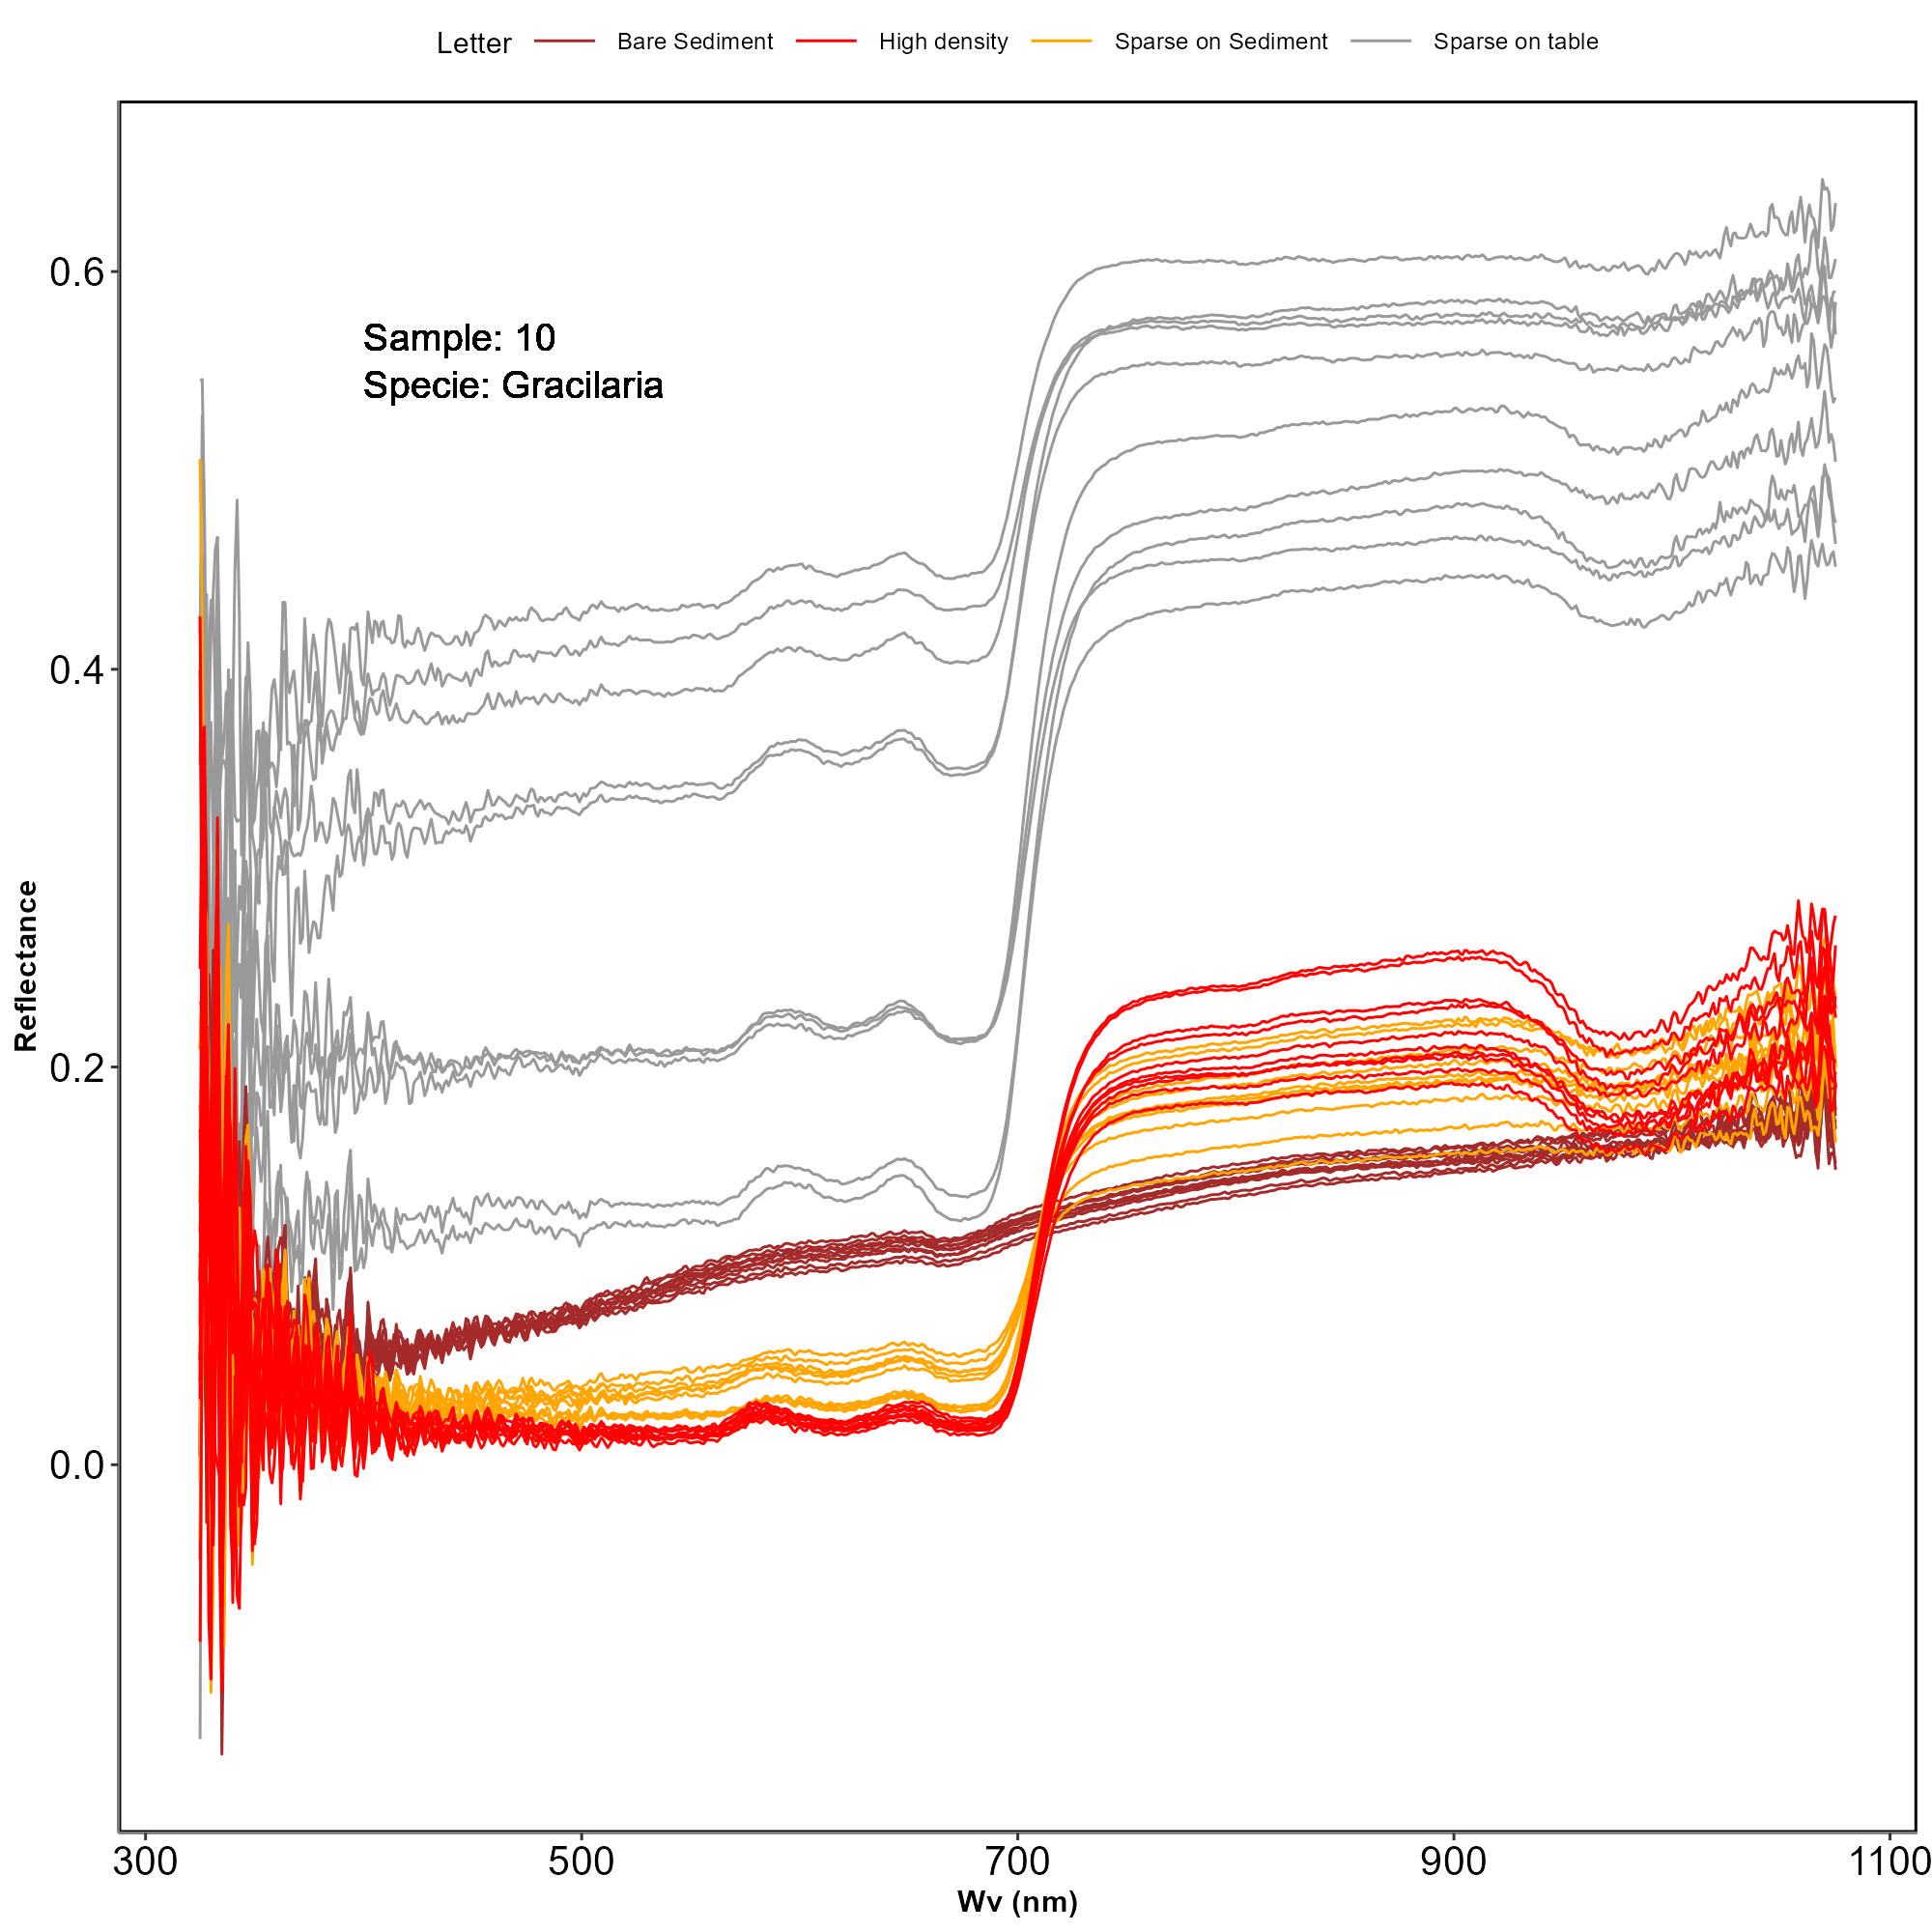 Letter Bare Sediment High density Sparse on Sediment Sparse on table
Sample: 10
Specie: Gracilaria
0.6
0.4
0.2
0.0
Reflectance
300 500 700 900 1100
Wv (nm)